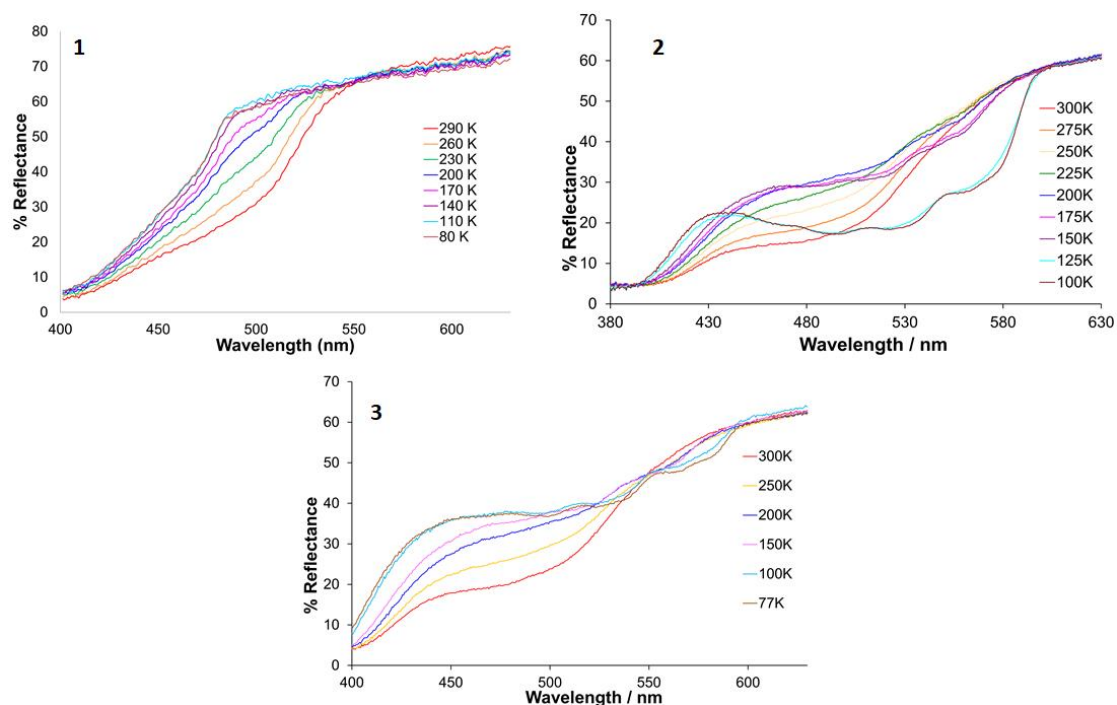 1
80
70
60
50
40
30
20
10
0
% Reflectance
400 450 500 550 600
Wavelength (nm)
290 K
260 K
230 K
200 K
170 K
140 K
110 K
80 K
2
70
60
50
40
30
20
10
0
% Reflectance
380 430 480 530 580 630
Wavelength / nm
300K
275K
250K
225K
200K
175K
150K
125K
100K
3
70
60
50
40
30
20
10
0
% Reflectance
400 450 500 550 600
Wavelength / nm
300K
250K
200K
150K
100K
77K